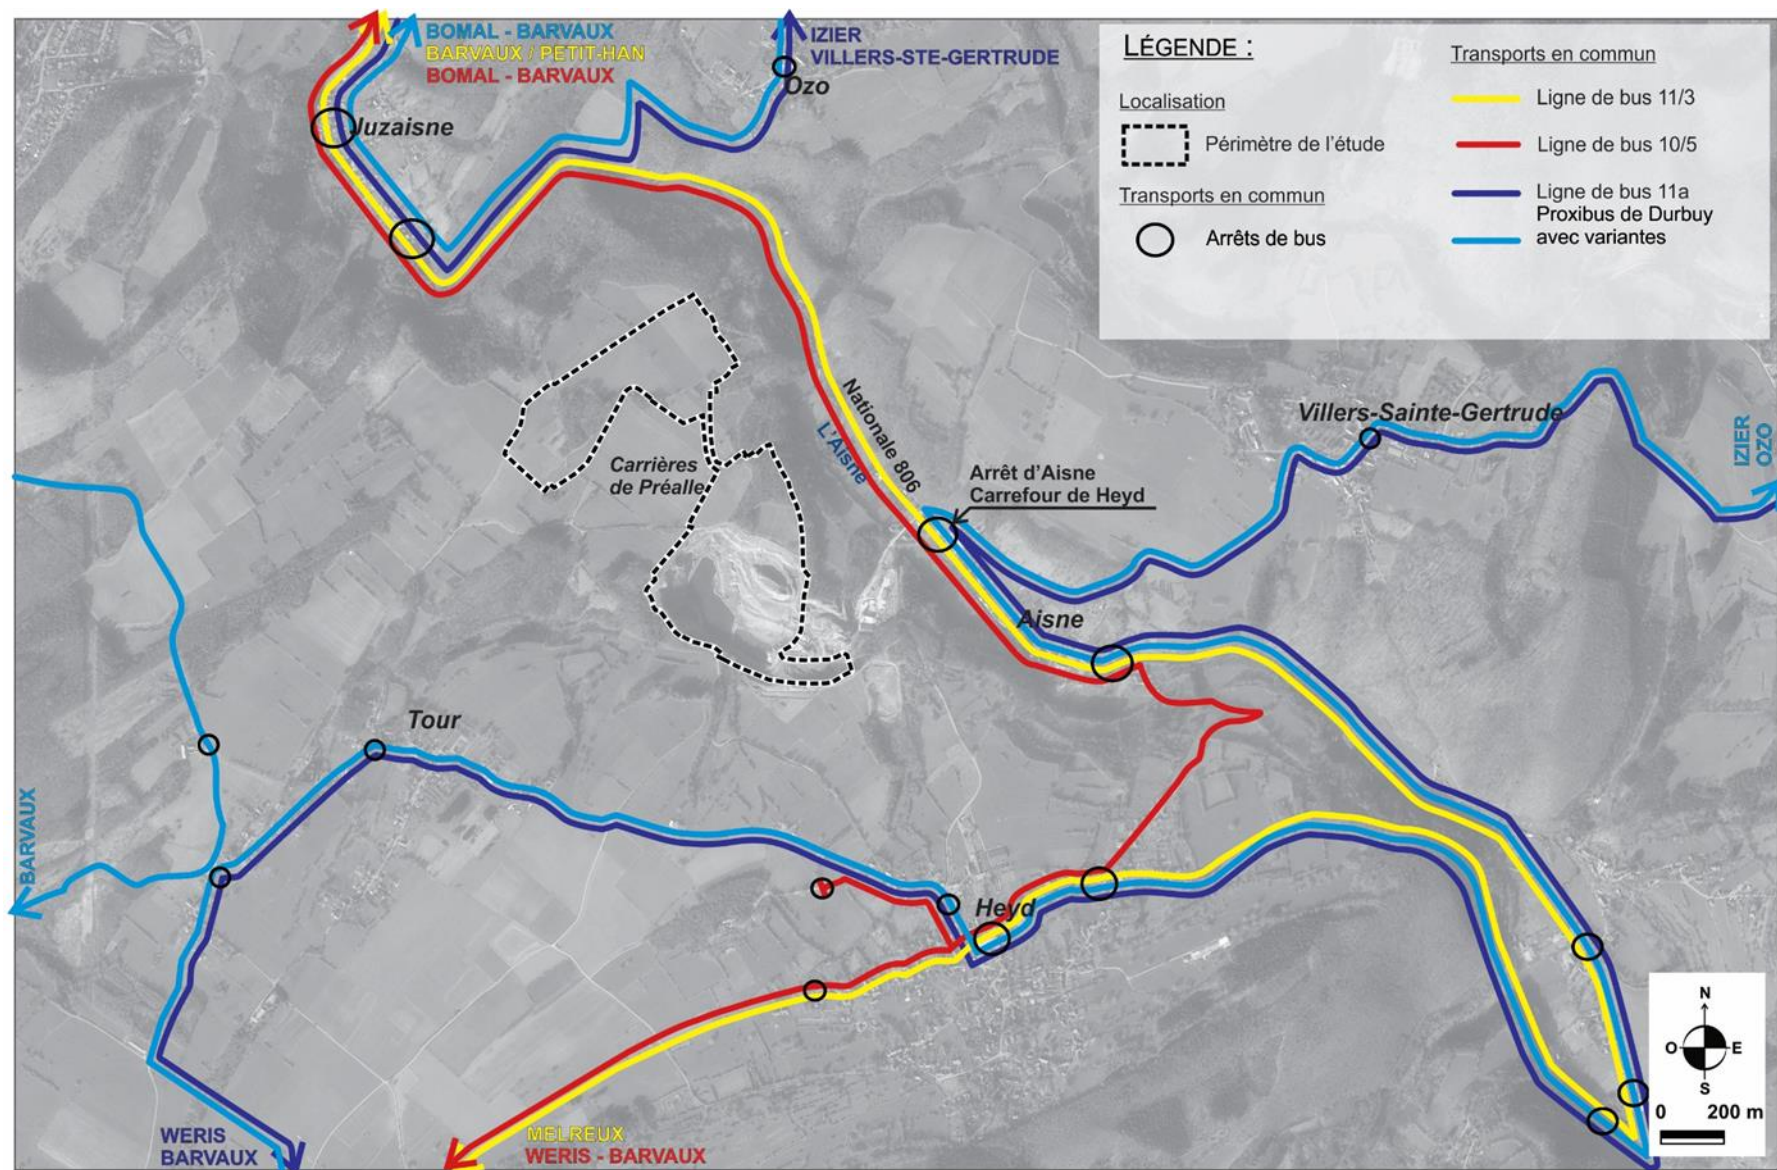 BOMAL - BARVAUX
BARVAUX / PETIT-HAN
BOMAL - BARVAUX
IZIER
VILLERS-STE-GERTRUDE
Ozo
Juzaisne
LÉGENDE :
Localisation
Périmètre de l'étude
Transports en commun
Arrêts de bus
Transports en commun
Ligne de bus 11/3
Ligne de bus 10/5
Ligne de bus 11a
Proxibus de Durbuy
avec variantes
Nationale 806
L'Aisne
Villers-Sainte-Gertrude
IZIER
OZO
Carrières
de Préalle
Arrêt d'Aisne
Carrefour de Heyd
Aisne
Tour
BARVAUX
Heyd
WERIS
BARVAUX
MELREUX
WERIS - BARVAUX
N
O E
S
0 200 m